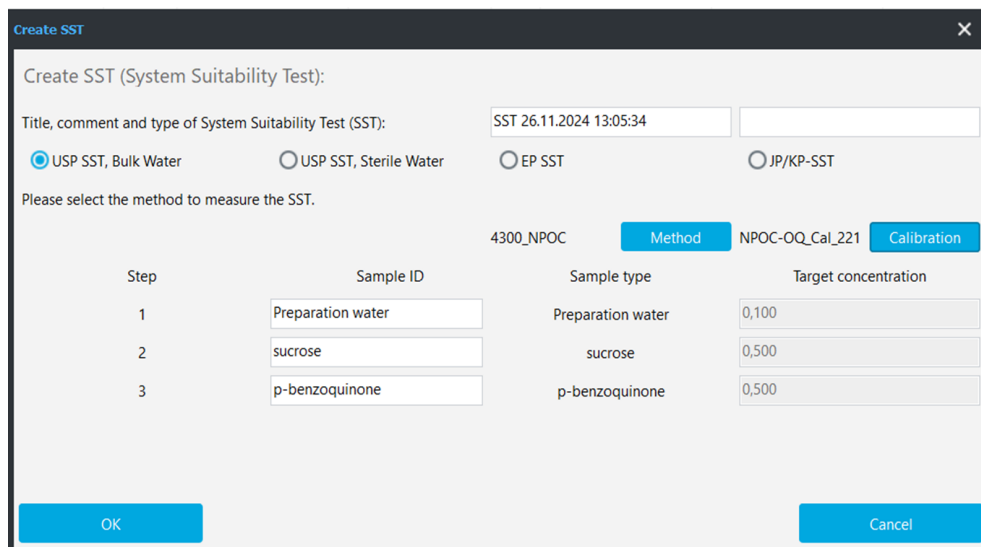 Create SST
Create SST (System Suitability Test):
Title, comment and type of System Suitability Test (SST): SST 26.11.2024 13:05:34
USP SST, Bulk Water USP SST, Sterile Water EP SST JP/KP-SST
Please select the method to measure the SST.
4300_NPOC Method NPOC-OQ_Cal_221 Calibration
Step Sample ID Sample type Target concentration
1 Preparation water Preparation water 0,100
2 sucrose sucrose 0,500
3 p-benzoquinone p-benzoquinone 0,500
OK Cancel